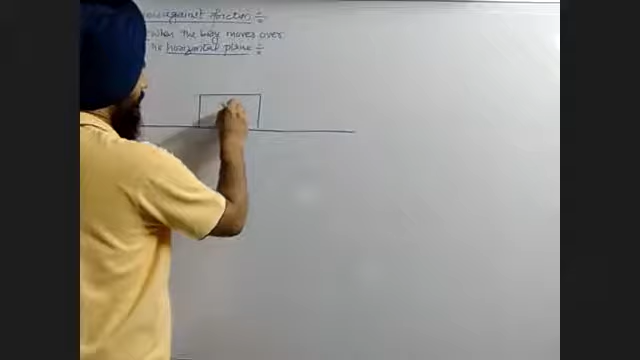 against friction :-
when the body moves over
horizontal plane :-